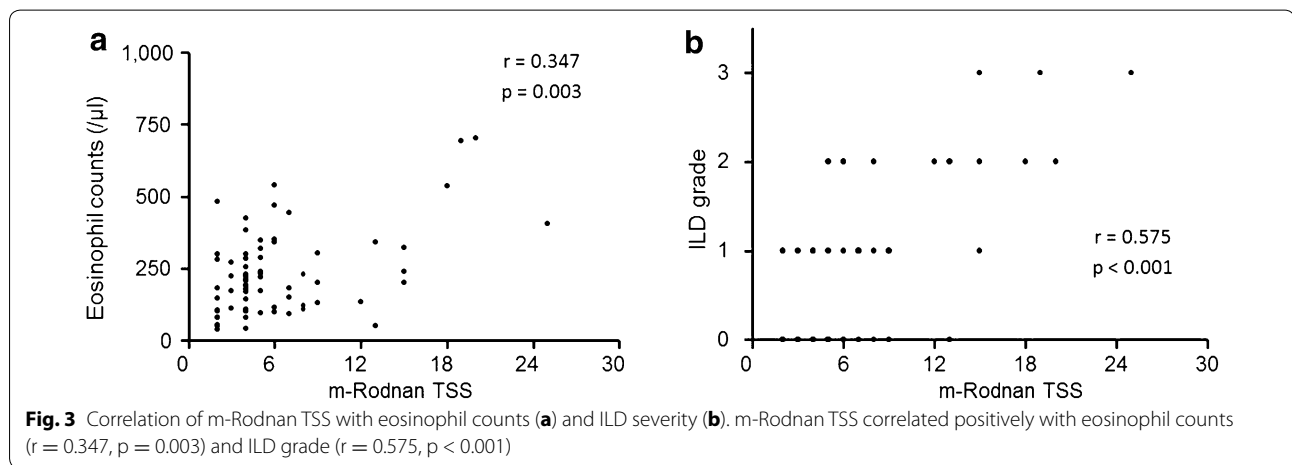 a
1,000
750
500
250
0
Eosinophil counts (/µl)
r = 0.347
p = 0.003
0 6 12 18 24 30
m-Rodnan TSS
b
3
2
1
0
ILD grade
r = 0.575
p < 0.001
0 6 12 18 24 30
m-Rodnan TSS
Fig. 3 Correlation of m-Rodnan TSS with eosinophil counts (a) and ILD severity (b). m-Rodnan TSS correlated positively with eosinophil counts
(r = 0.347, p = 0.003) and ILD grade (r = 0.575, p < 0.001)